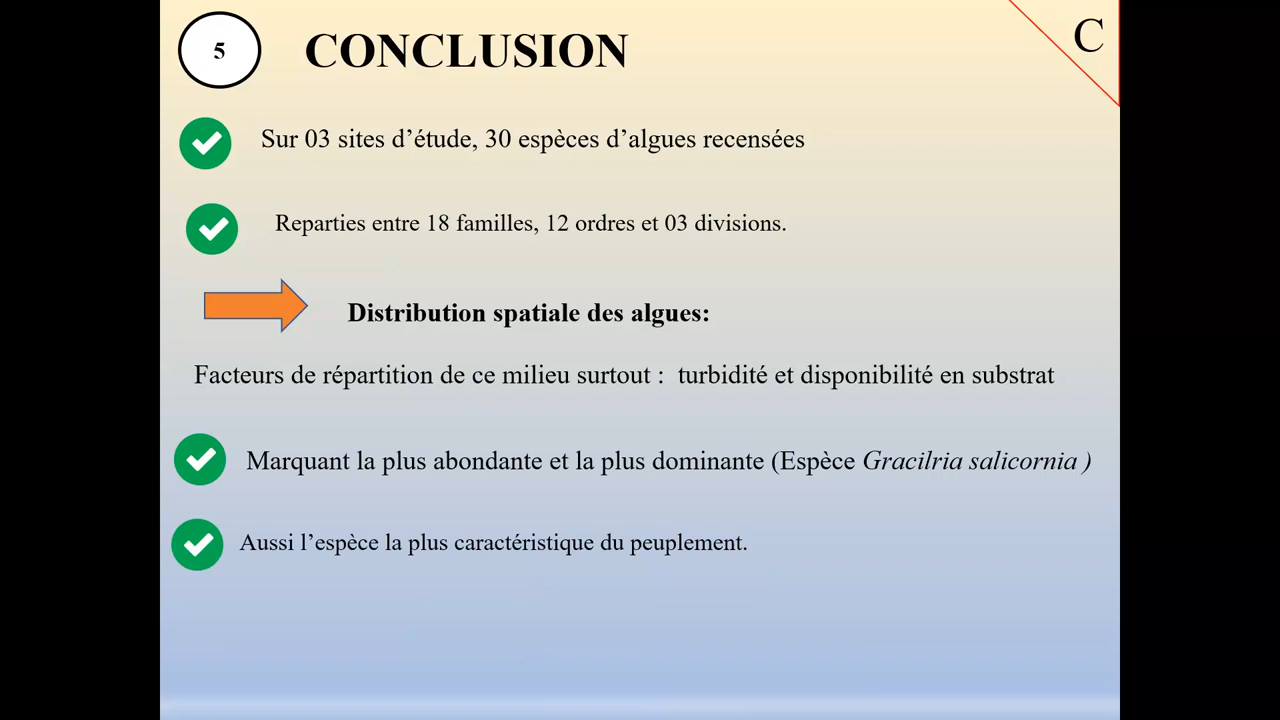 5
CONCLUSION
C
Sur 03 sites d’étude, 30 espèces d’algues recensées
Reparties entre 18 familles, 12 ordres et 03 divisions.
Distribution spatiale des algues:
Facteurs de répartition de ce milieu surtout :  turbidité et disponibilité en substrat
Marquant la plus abondante et la plus dominante (Espèce Gracilria salicornia )
Aussi l’espèce la plus caractéristique du peuplement.